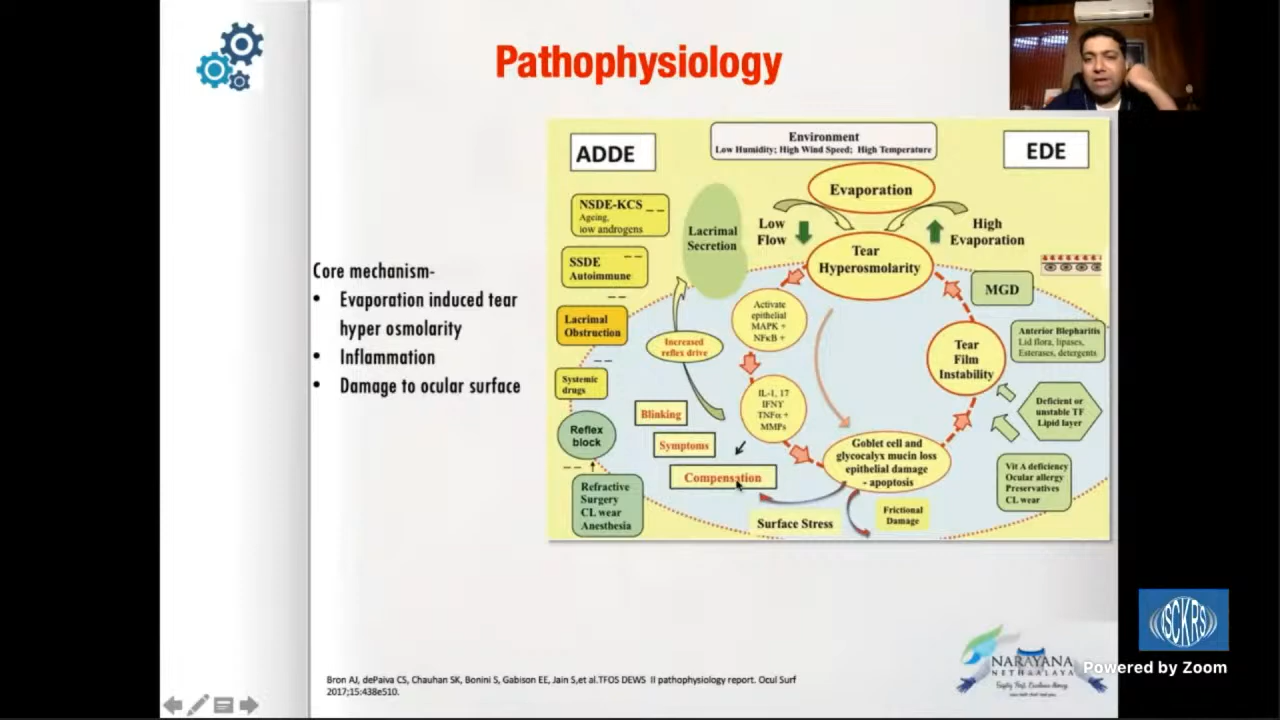 Pathophysiology
Core mechanism-
• Evaporation induced tear
hyper osmolarity
• Inflammation
• Damage to ocular surface
ADDE
Environment
Low Humidity; High Wind Speed; High Temperature
EDE
Evaporation
NSDE-KCS
Ageing,
low androgens
SSDE
Autoimmune
Lacrimal
Obstruction
Systemic
drugs
Reflex
block
Refractive
Surgery
CL wear
Anesthesia
Lacrimal
Secretion
Low
Flow
High
Evaporation
Tear
Hyperosmolarity
Activate
epithelial
MAPK +
NFκB +
Increased
reflex drive
IL-1, 17
IFNY
TNFα +
MMPs
Blinking
Symptoms
Compensation
Goblet cell and
glycocalyx mucin loss
epithelial damage
- apoptosis
Surface Stress
Frictional
Damage
Tear
Film
Instability
MGD
Anterior Blepharitis
Lid flora, lipases,
Esterases, detergents
Deficient or
unstable TF
Lipid layer
Vit A deficiency
Ocular allergy
Preservatives
CL wear
Bron AJ, dePaiva CS, Chauhan SK, Bonini S, Gabison EE, Jain S,et al.TFOS DEWS II pathophysiology report. Ocul Surf
2017;15:438e510.
NARAYANA
NETHRALAYA
ISCKRS
Powered by Zoom